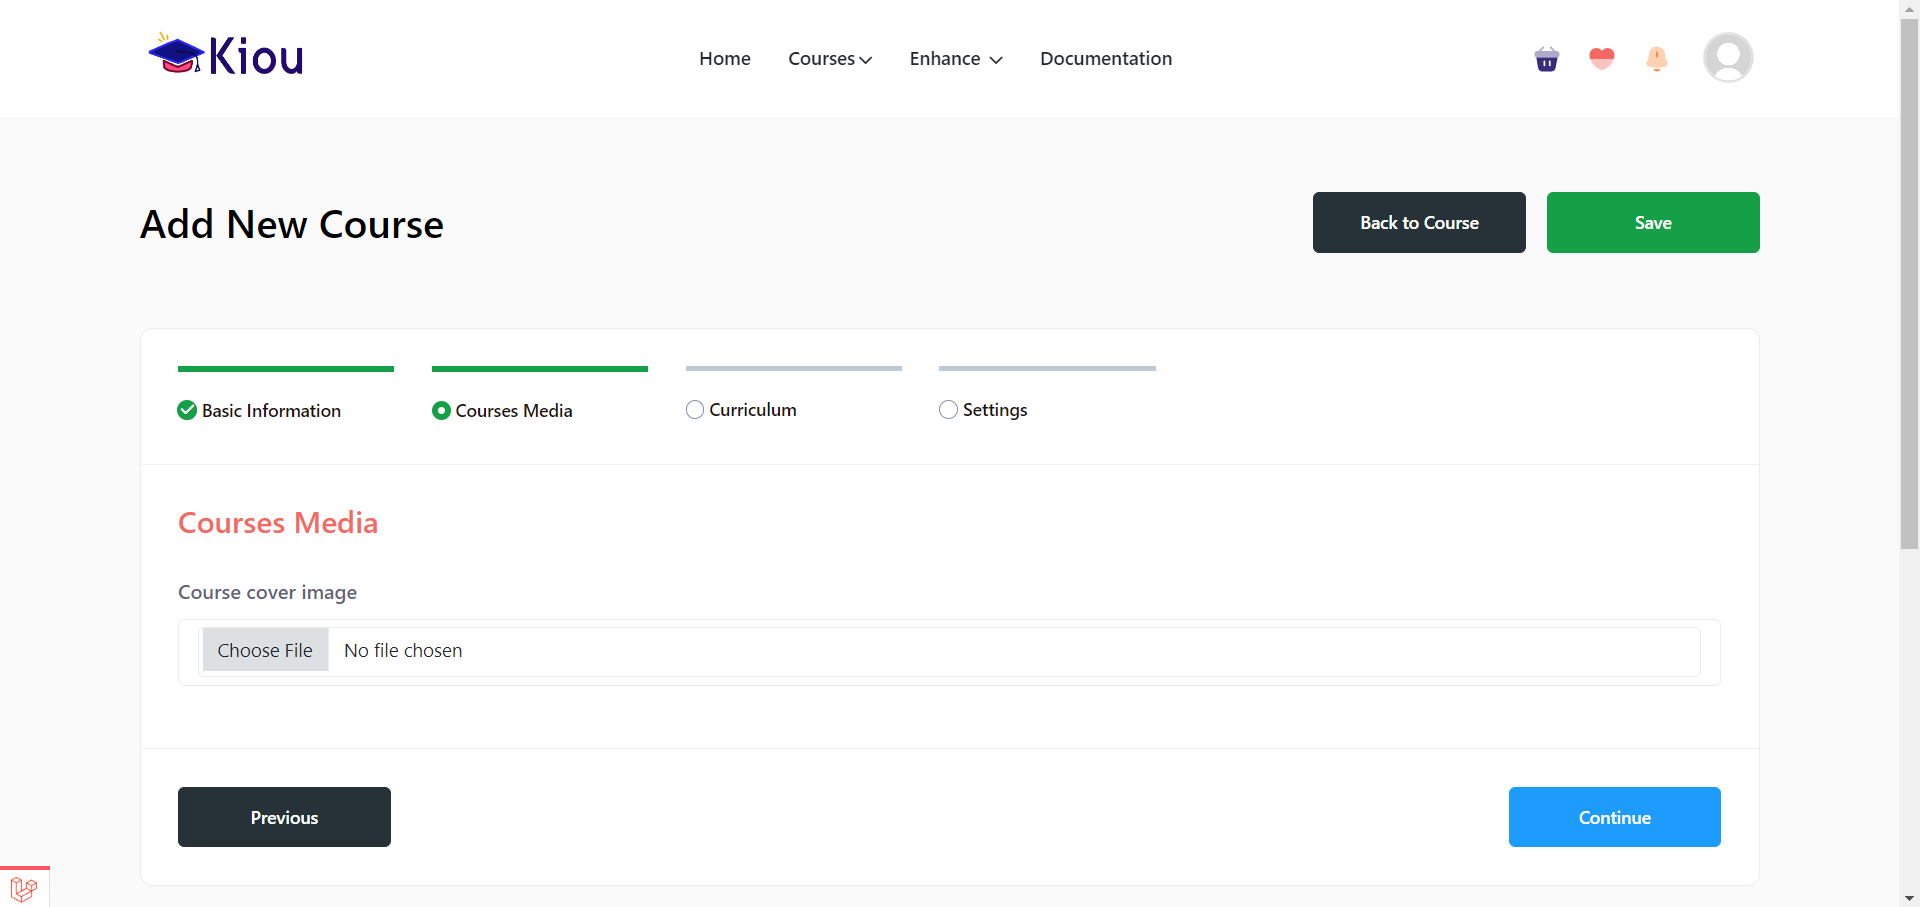 Kiou
Home Courses Enhance Documentation
Add New Course
Back to Course Save
Basic Information Courses Media Curriculum Settings
Courses Media
Course cover image
Choose File No file chosen
Previous Continue